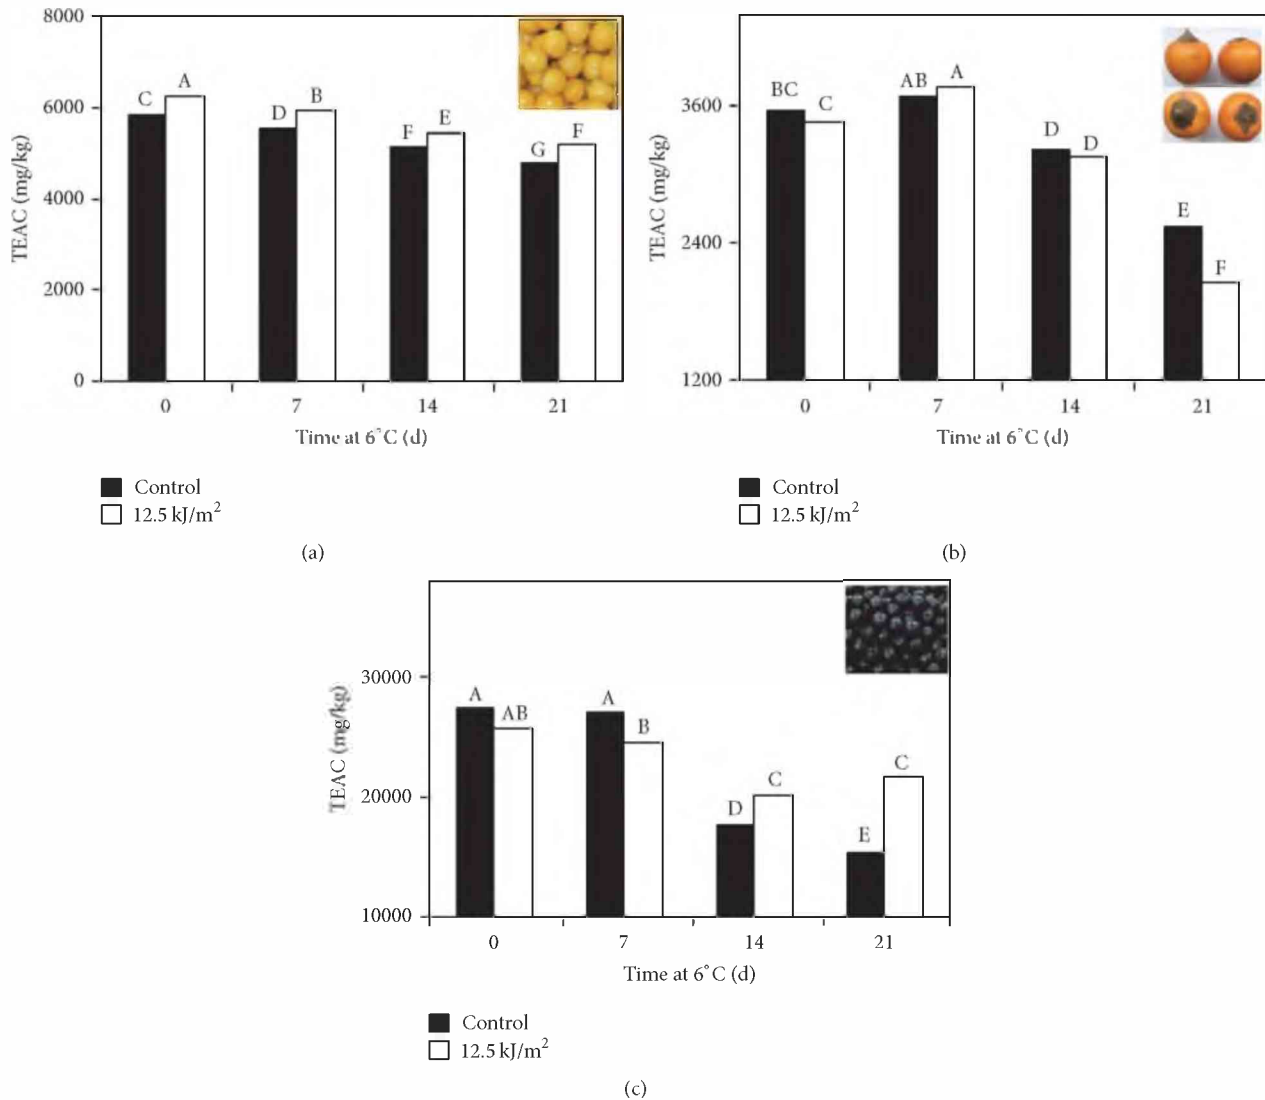 8000
6000
4000
2000
0
TEAC (mg/kg)
C
A
D
B
F
E
G
F
0
7
14
21
Time at 6°C (d)
Control
12.5 kJ/m²
(a)
3600
2400
1200
TEAC (mg/kg)
BC
C
AB
A
D
D
E
F
0
7
14
21
Time at 6°C (d)
Control
12.5 kJ/m²
(b)
30000
20000
10000
TEAC (mg/kg)
A
AB
A
B
D
C
E
C
0
7
14
21
Time at 6°C (d)
Control
12.5 kJ/m²
(c)